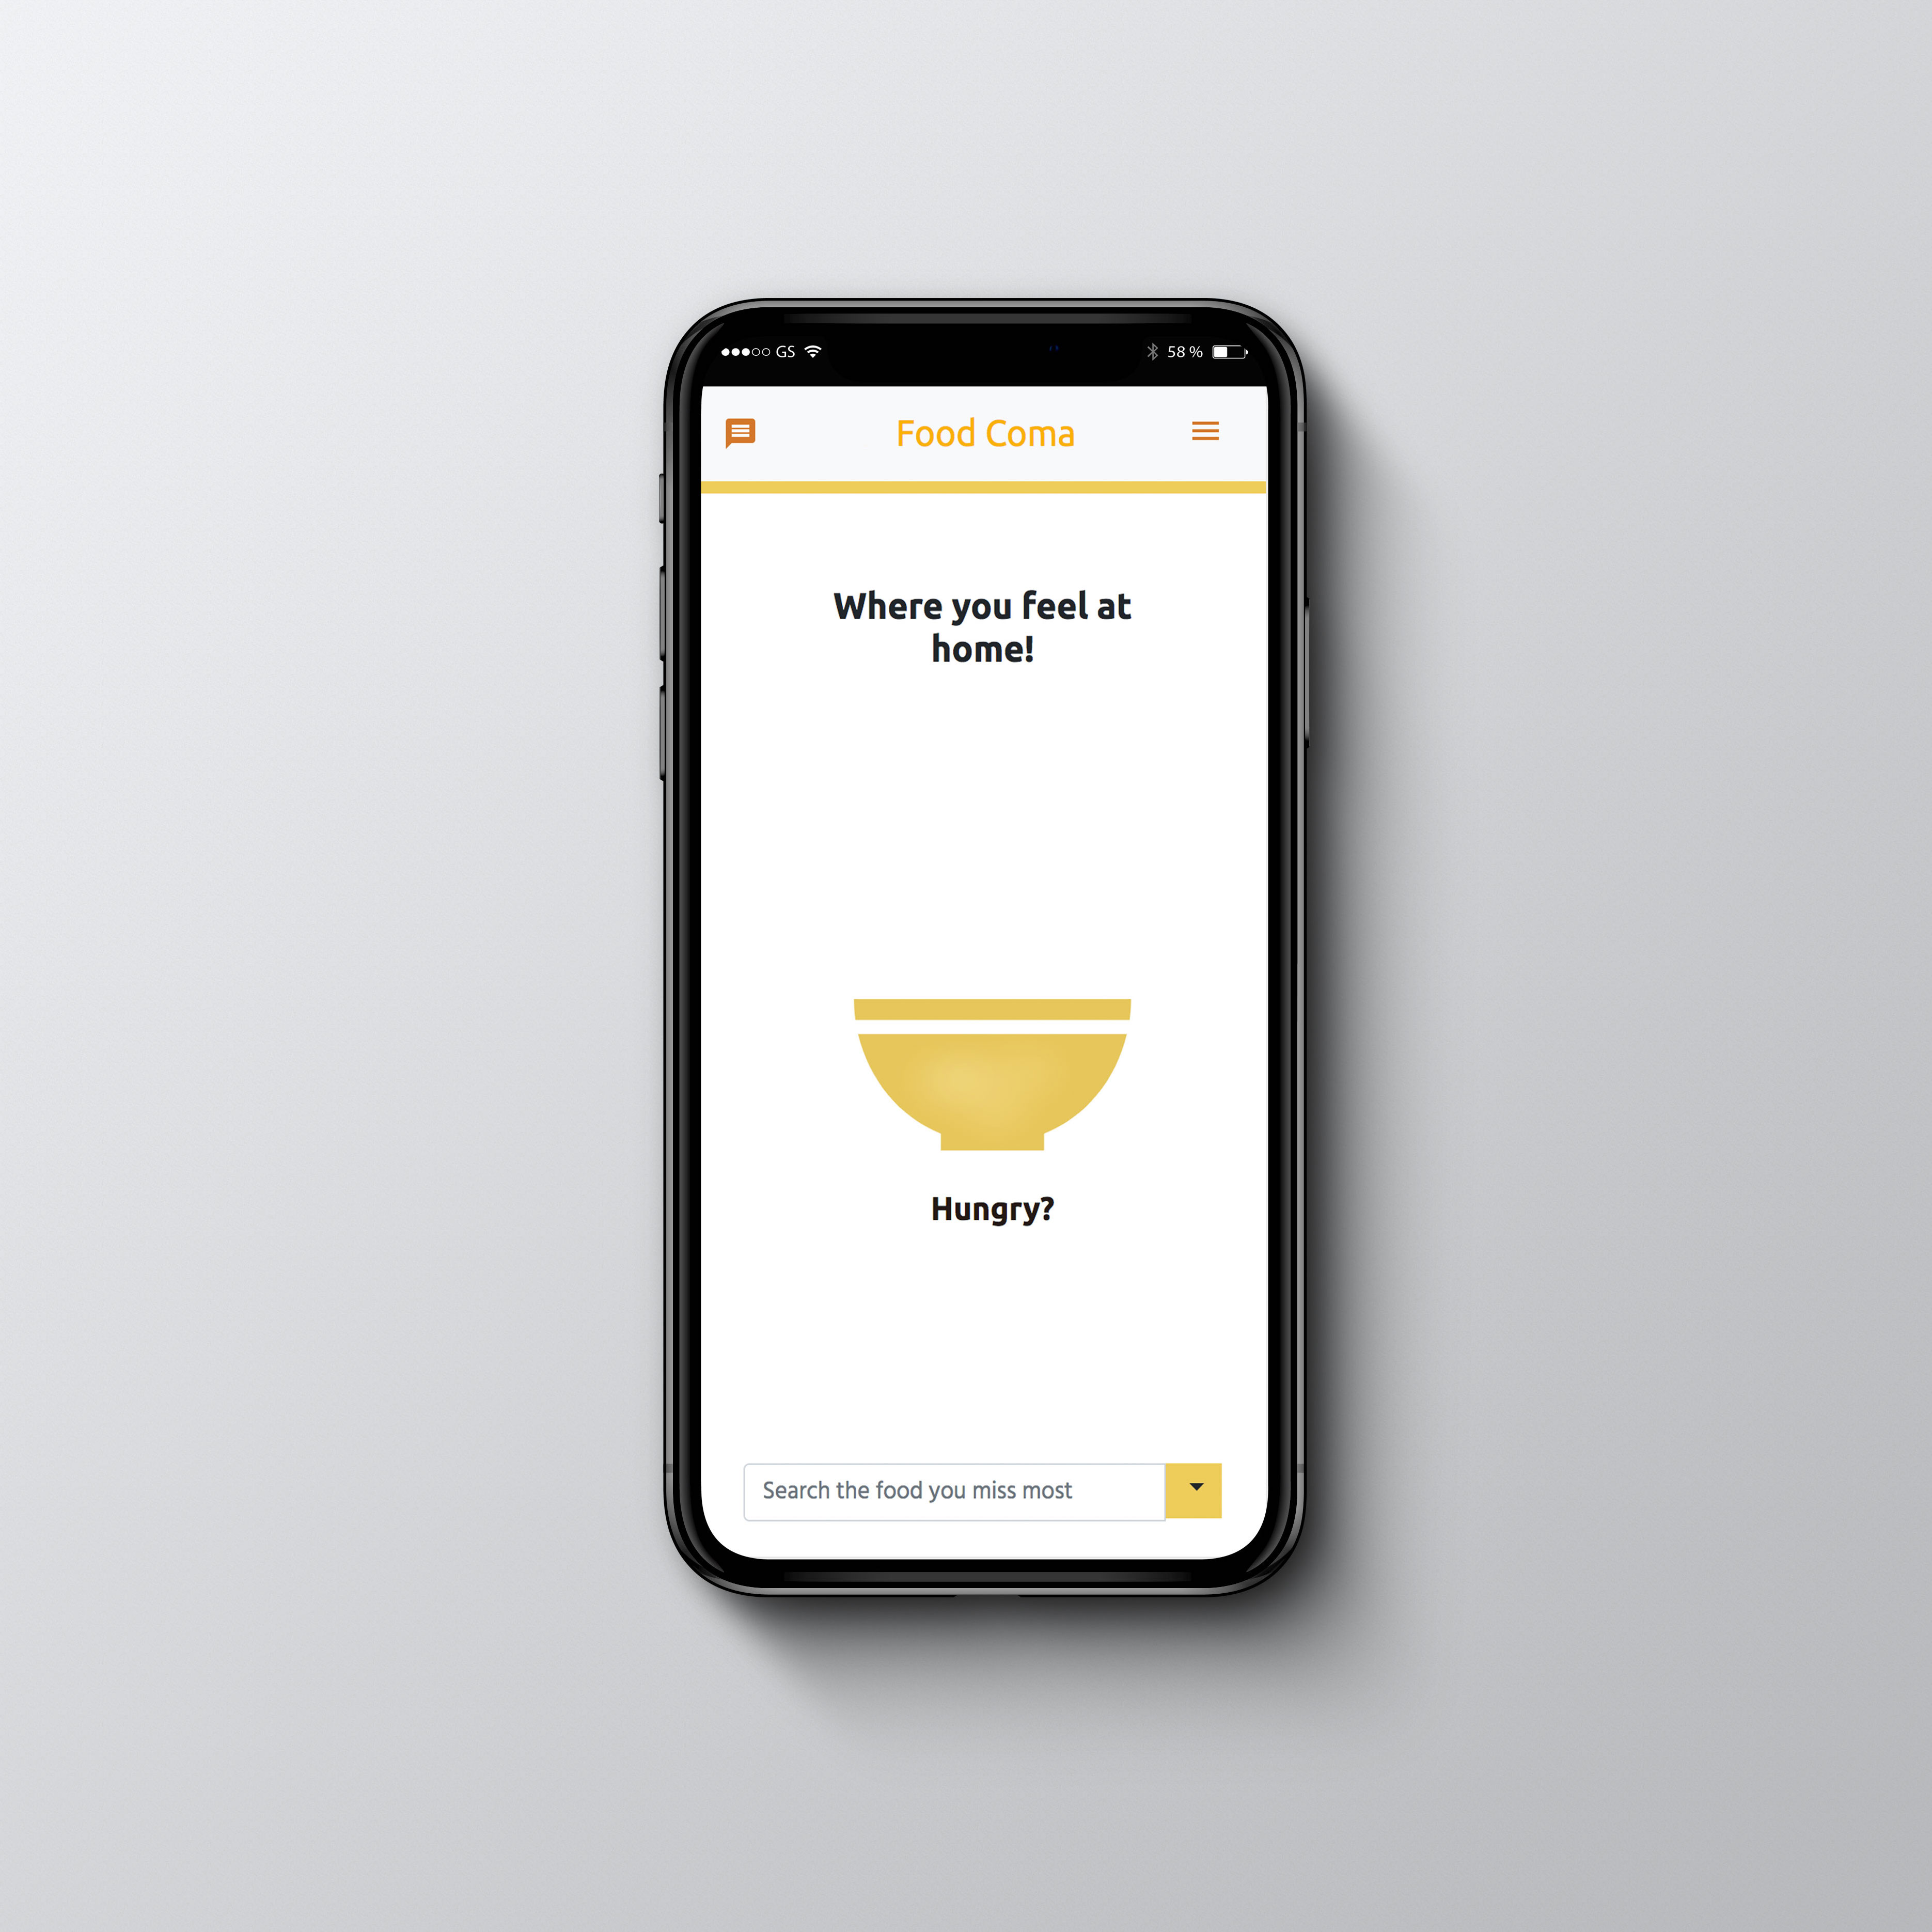 GS 58 %
Food Coma
Where you feel at
home!
Hungry?
Search the food you miss most